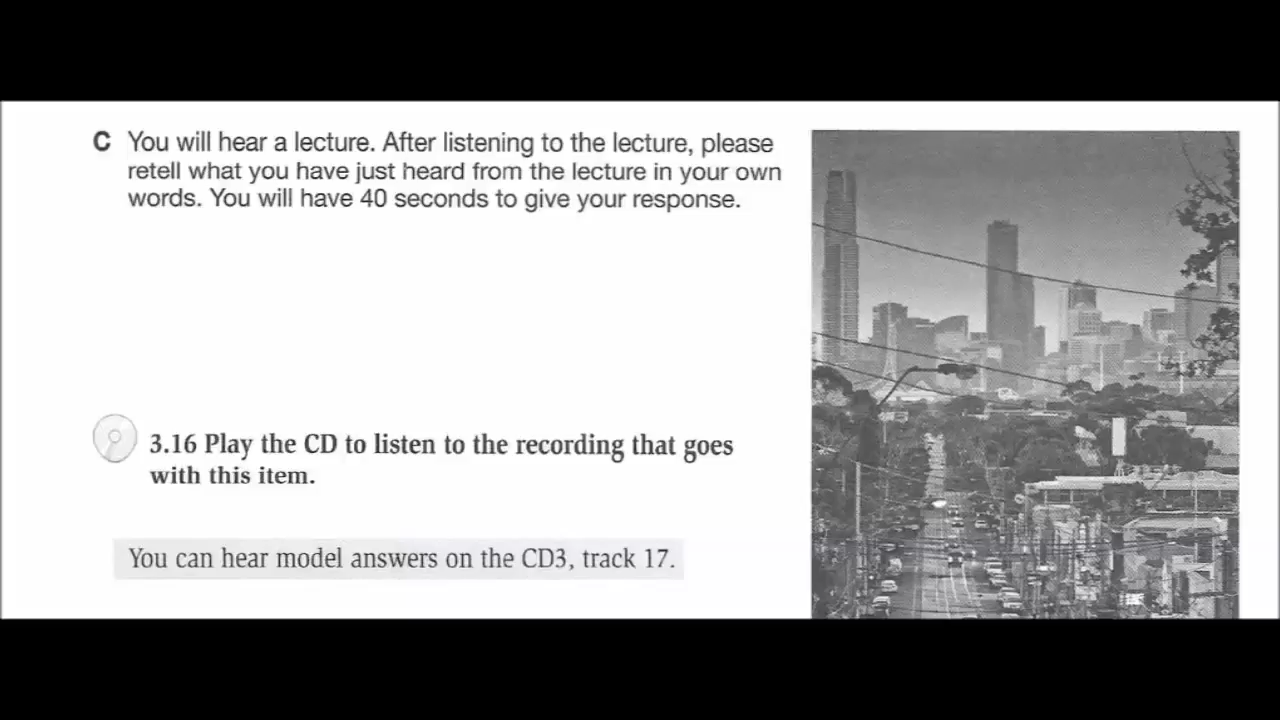 C You will hear a lecture. After listening to the lecture, please
retell what you have just heard from the lecture in your own
words. You will have 40 seconds to give your response.
3.16 Play the CD to listen to the recording that goes
with this item.
You can hear model answers on the CD3, track 17.